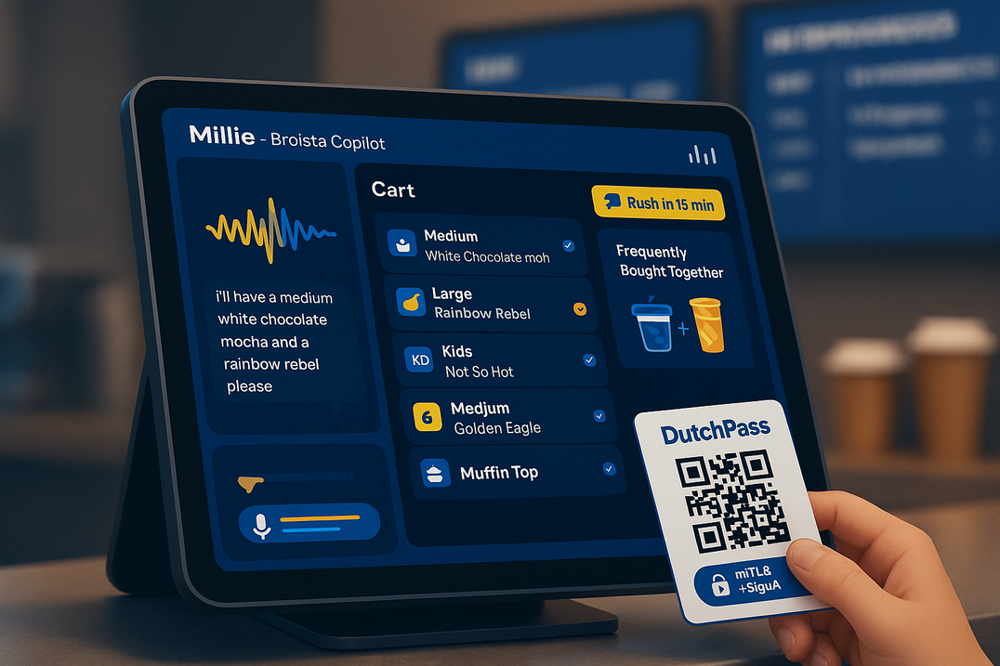 Millie - Broista Copilot
i'll have a medium
white chocolate
mocha and a
rainbow rebel
please
Cart
Rush in 15 min
Medium
White Chocolate moh
Large
Rainbow Rebel
KD
Kids
Not So Hot
6
Medjum
Golden Eagle
Muffin Top
Frequently
Bought Together
DutchPass
miTL&
+SiguA